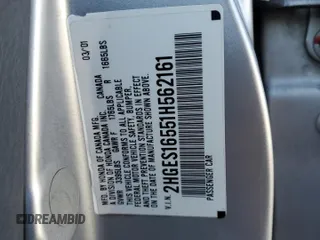 MFD. BY HONDA OF CANADA MFG. CANADA 03/01
DIVISION OF HONDA CANADA INC.
GVWR 3395LBS GAWR F 1855LBS R 1665LBS
THIS VEHICLE CONFORMS TO ALL APPLICABLE
FEDERAL MOTOR VEHICLE SAFETY, BUMPER,
AND THEFT PREVENTION STANDARDS IN EFFECT ON
THE DATE OF MANUFACTURE SHOWN ABOVE.
V.I.N. 2HGES16551H562161
PASSENGER CAR
DREAMBID